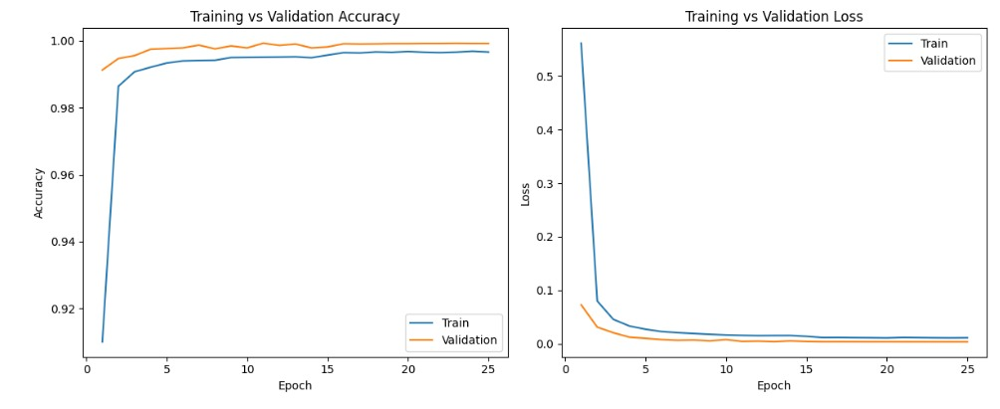 Training vs Validation Accuracy
1.00
0.98
0.96
0.94
0.92
Accuracy
0
5
10
15
20
25
Epoch
Train
Validation
Training vs Validation Loss
0.5
0.4
0.3
0.2
0.1
0.0
Loss
0
5
10
15
20
25
Epoch
Train
Validation